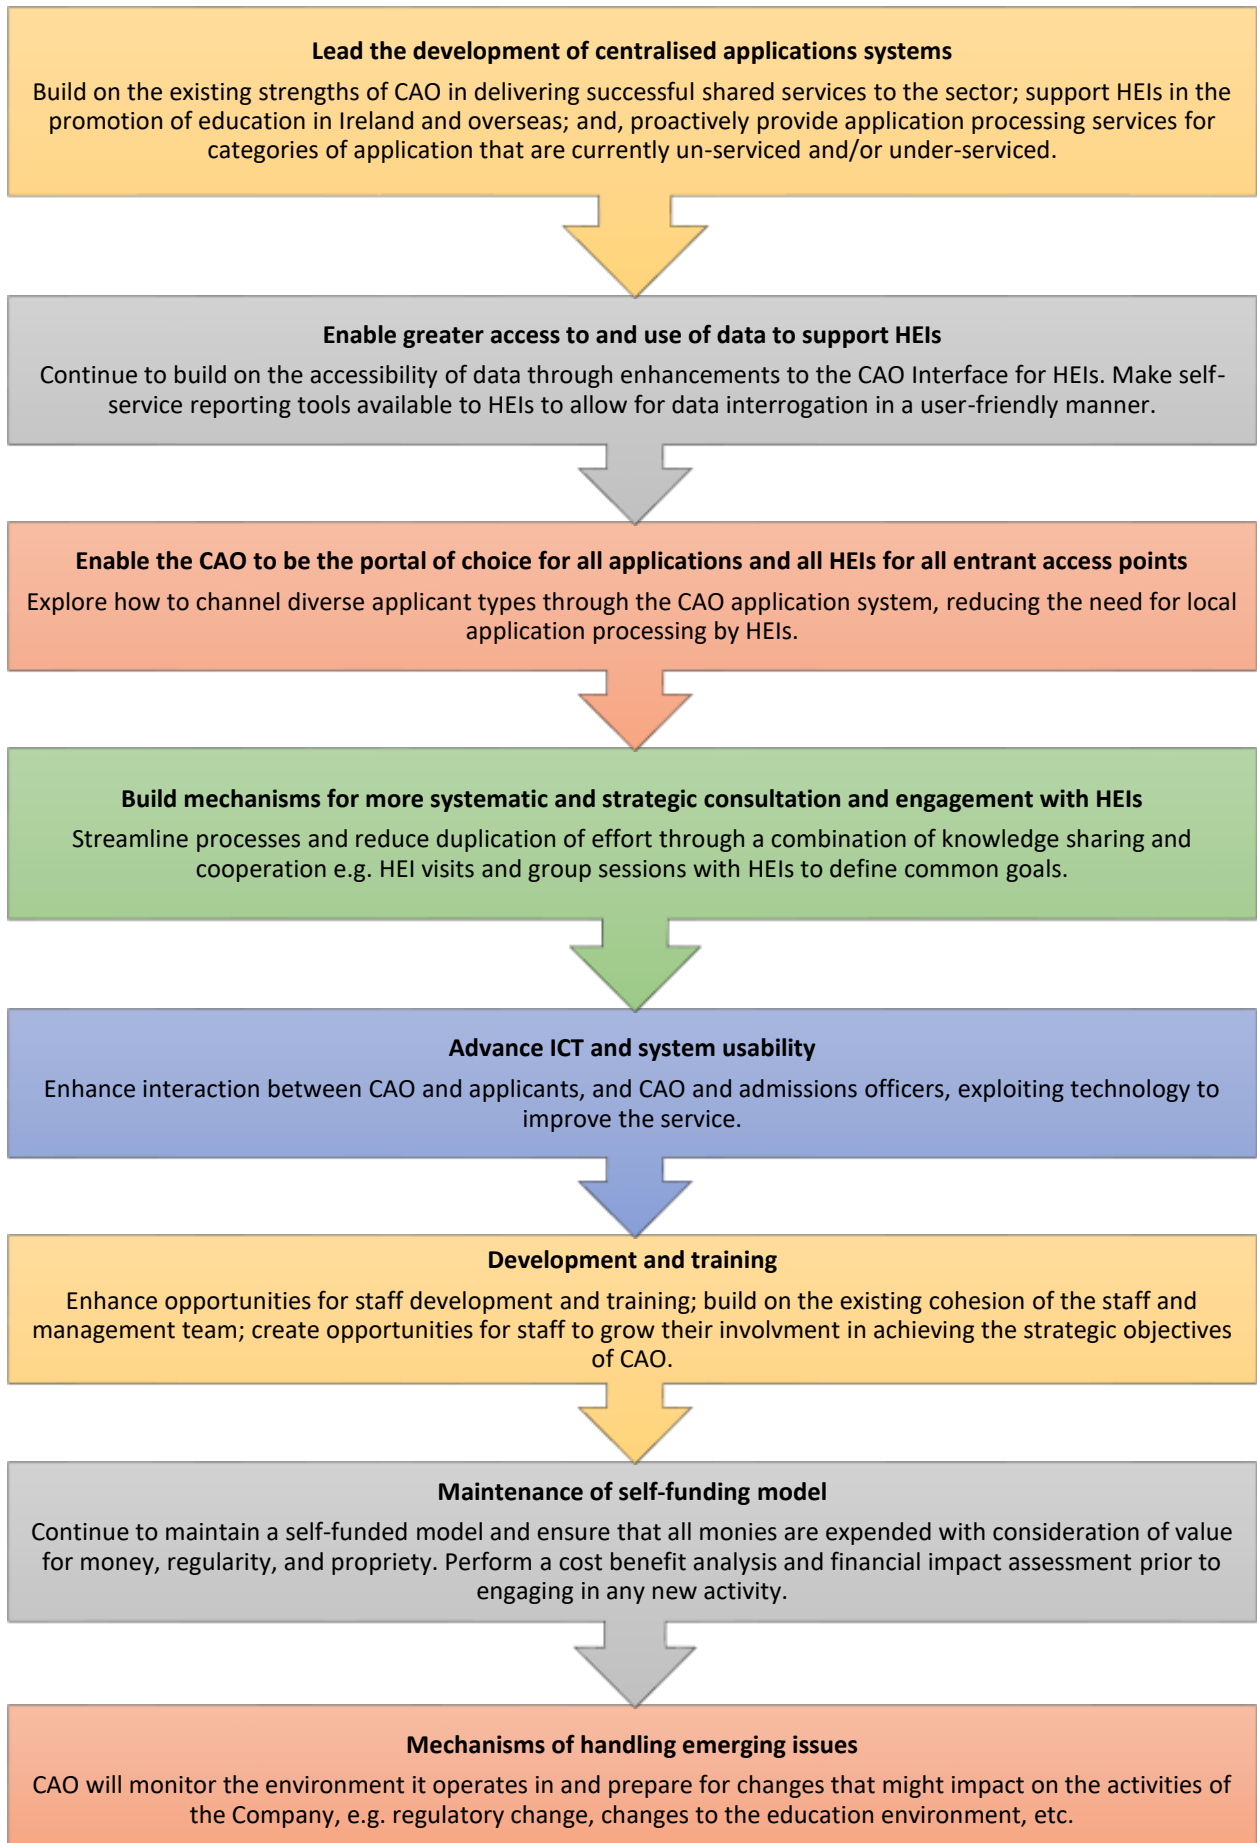 Lead the development of centralised applications systems
Build on the existing strengths of CAO in delivering successful shared services to the sector; support HEIs in the
promotion of education in Ireland and overseas; and, proactively provide application processing services for
categories of application that are currently un-serviced and/or under-serviced.
Enable greater access to and use of data to support HEIs
Continue to build on the accessibility of data through enhancements to the CAO Interface for HEIs. Make self-
service reporting tools available to HEIs to allow for data interrogation in a user-friendly manner.
Enable the CAO to be the portal of choice for all applications and all HEIs for all entrant access points
Explore how to channel diverse applicant types through the CAO application system, reducing the need for local
application processing by HEIs.
Build mechanisms for more systematic and strategic consultation and engagement with HEIs
Streamline processes and reduce duplication of effort through a combination of knowledge sharing and
cooperation e.g. HEI visits and group sessions with HEIs to define common goals.
Advance ICT and system usability
Enhance interaction between CAO and applicants, and CAO and admissions officers, exploiting technology to
improve the service.
Development and training
Enhance opportunities for staff development and training; build on the existing cohesion of the staff and
management team; create opportunities for staff to grow their involvment in achieving the strategic objectives
of CAO.
Maintenance of self-funding model
Continue to maintain a self-funded model and ensure that all monies are expended with consideration of value
for money, regularity, and propriety. Perform a cost benefit analysis and financial impact assessment prior to
engaging in any new activity.
Mechanisms of handling emerging issues
CAO will monitor the environment it operates in and prepare for changes that might impact on the activities of
the Company, e.g. regulatory change, changes to the education environment, etc.